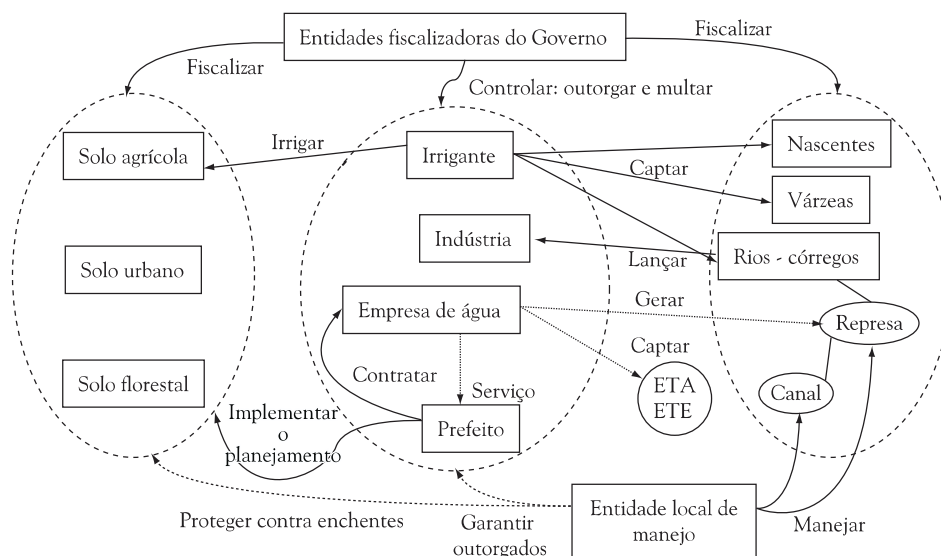 Entidades fiscalizadoras do Governo
Fiscalizar
Fiscalizar
Controlar: outorgar e multar
Solo agrícola
Irrigar
Irrigante
Captar
Nascentes
Várzeas
Indústria
Lançar
Rios - córregos
Solo urbano
Empresa de água
Gerar
Represa
Captar
Solo florestal
Contratar
Serviço
ETA
ETE
Canal
Implementar
o
planejamento
Prefeito
Proteger contra enchentes
Garantir
outorgados
Entidade local de
manejo
Manejar